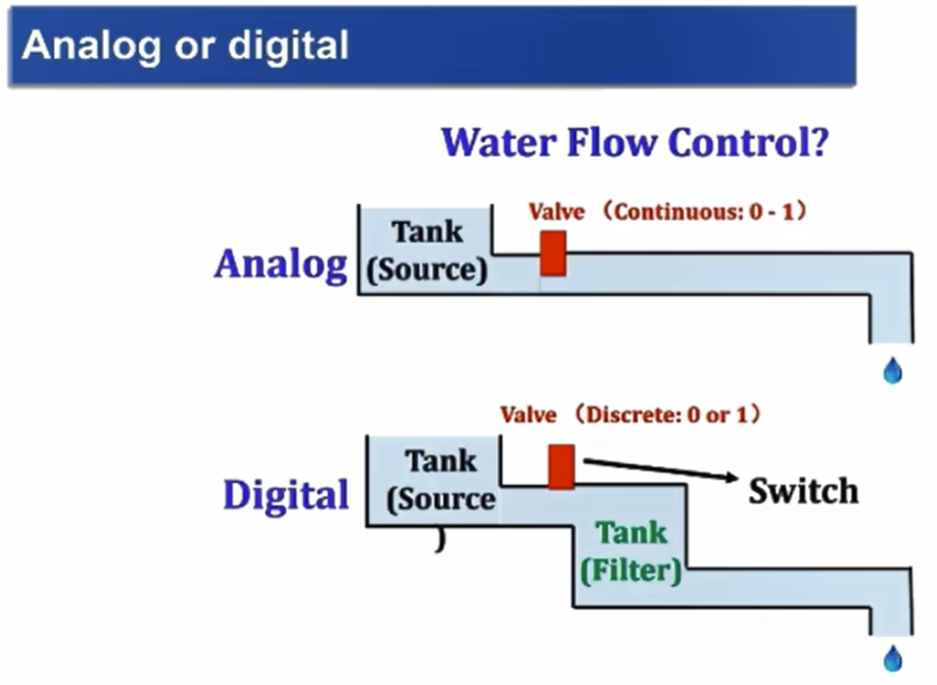 Analog or digital
Water Flow Control?
Valve （Continuous: 0 - 1）
Tank
(Source)
Analog
Valve （Discrete: 0 or 1）
Tank
(Source
)
Digital
Switch
Tank
(Filter)